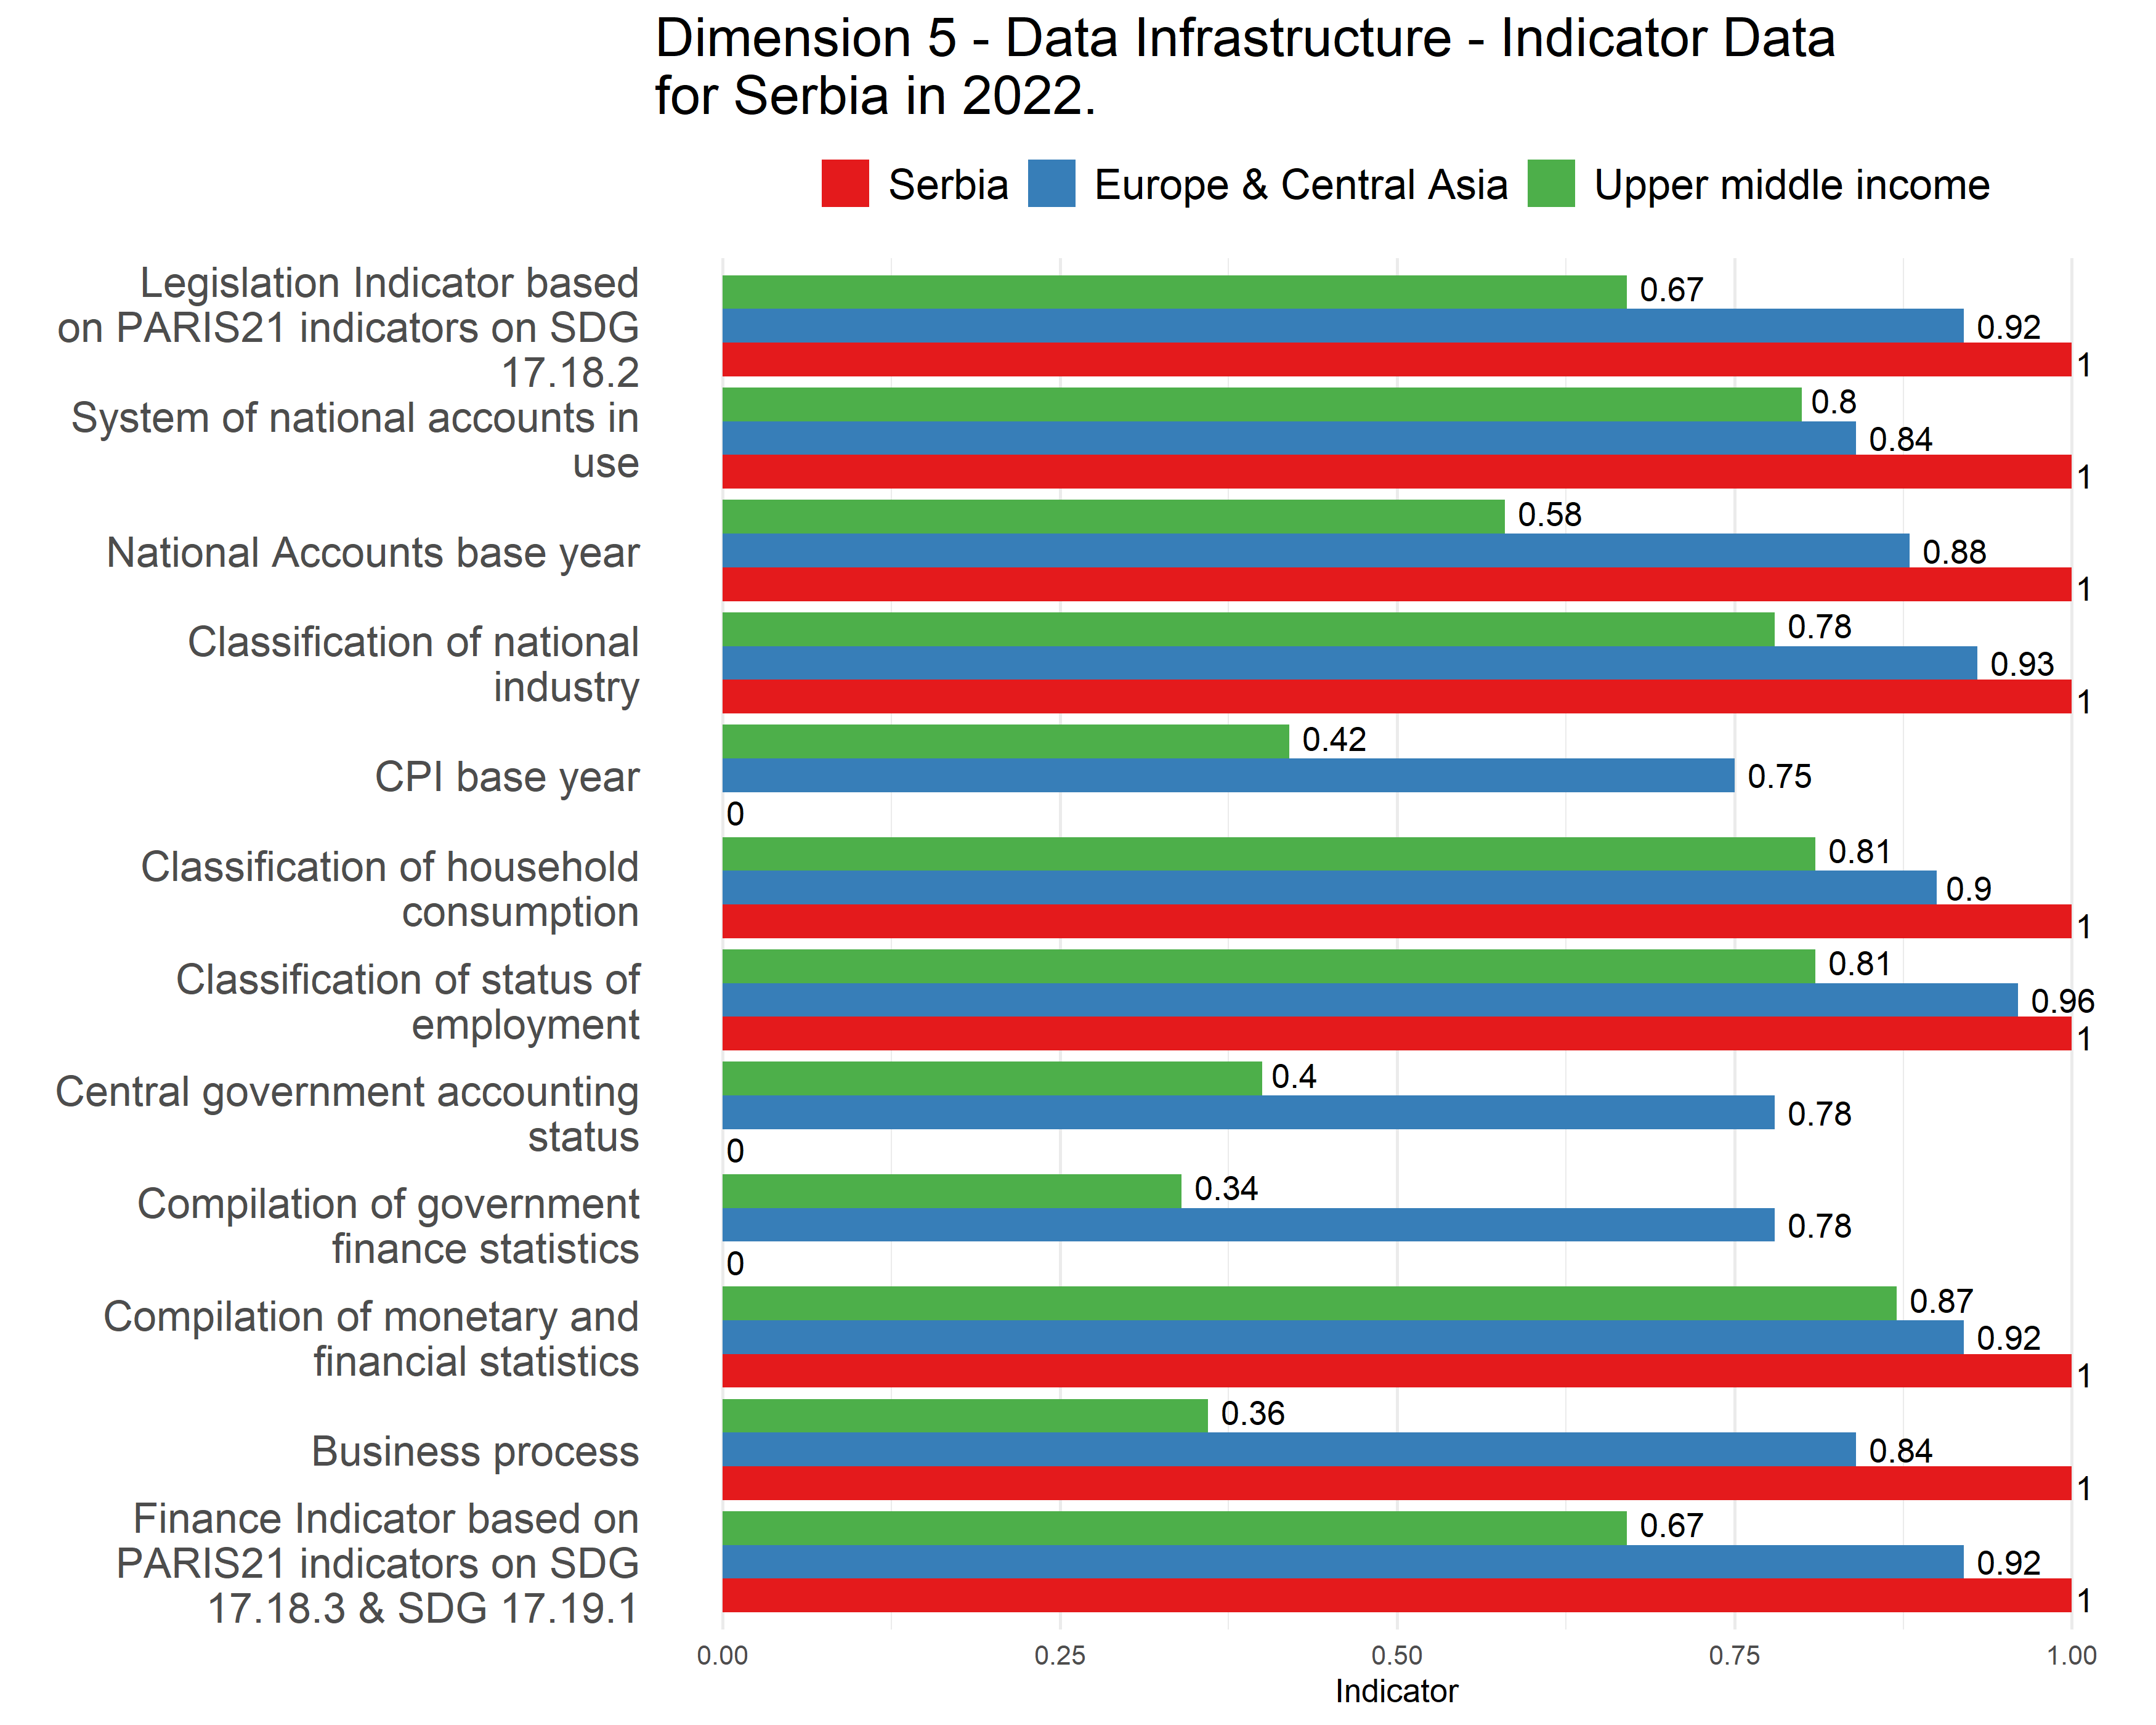 Dimension 5 - Data Infrastructure - Indicator Data
for Serbia in 2022.
Serbia Europe & Central Asia Upper middle income
Legislation Indicator based
on PARIS21 indicators on SDG
17.18.2
0.67
0.92
1
System of national accounts in
use
0.8
0.84
1
National Accounts base year
0.58
0.88
1
Classification of national
industry
0.78
0.93
1
CPI base year
0.42
0.75
0
Classification of household
consumption
0.81
0.9
1
Classification of status of
employment
0.81
0.96
1
Central government accounting
status
0.4
0.78
0
Compilation of government
finance statistics
0.34
0.78
0
Compilation of monetary and
financial statistics
0.87
0.92
1
Business process
0.36
0.84
1
Finance Indicator based on
PARIS21 indicators on SDG
17.18.3 & SDG 17.19.1
0.67
0.92
1
0.00 0.25 0.50 0.75 1.00
Indicator